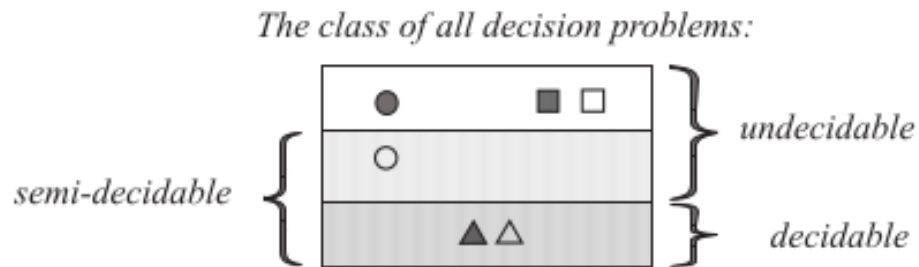 The class of all decision problems:
undecidable
semi-decidable
decidable